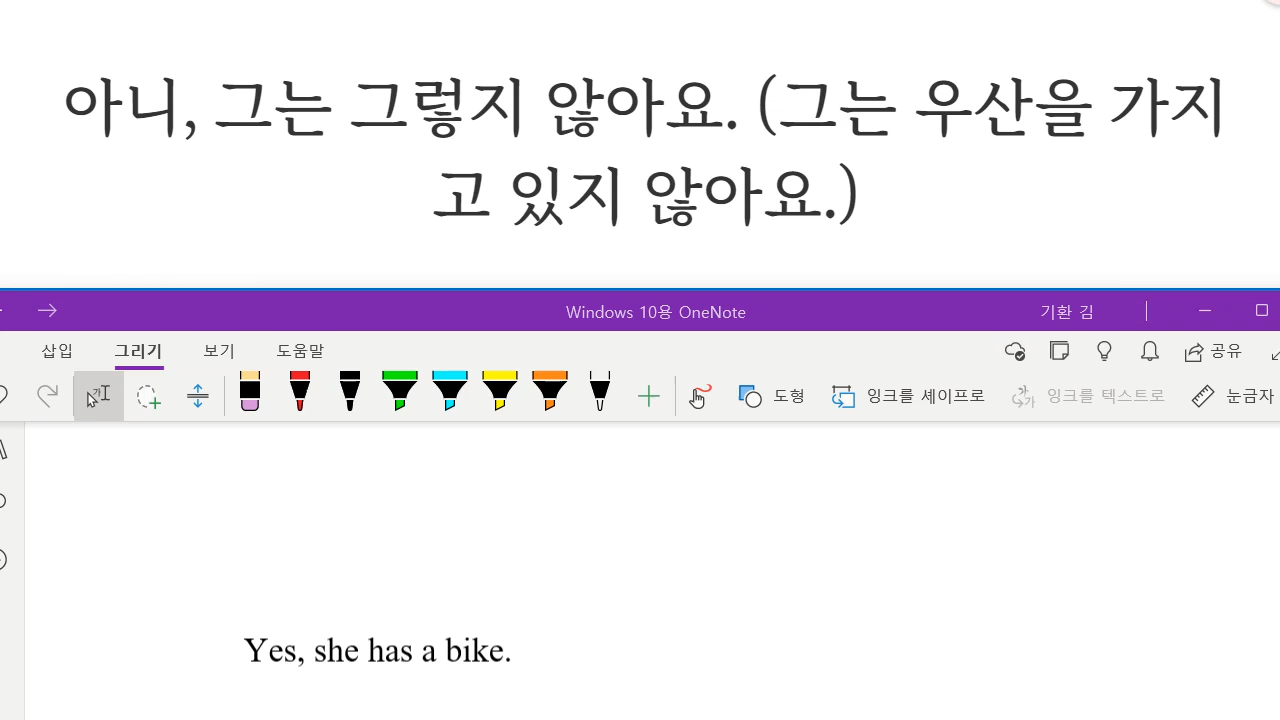 아니, 그는 그렇지 않아요. (그는 우산을 가지
고 있지 않아요.)
Windows 10용 OneNote
기환 김
삽입 그리기 보기 도움말 공유
가 도형 잉크를 셰이프로 가 잉크를 텍스트로 눈금자
Yes, she has a bike.